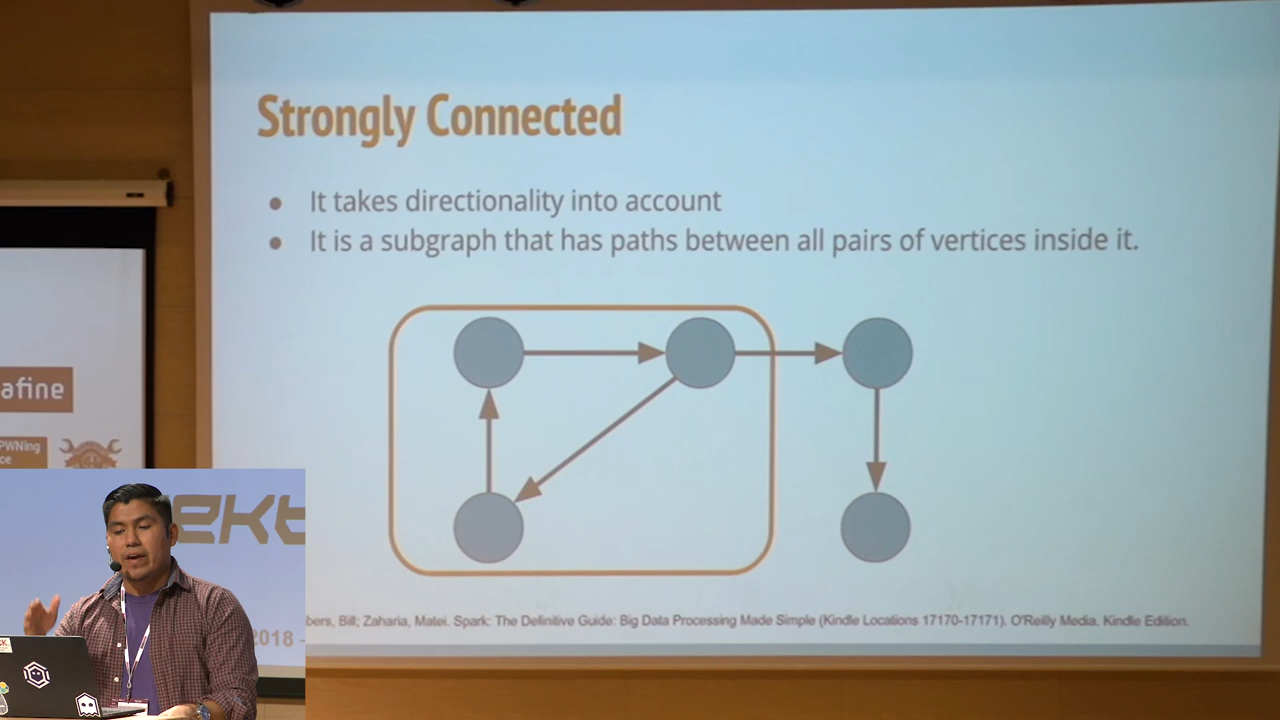 Strongly Connected
It takes directionality into account
It is a subgraph that has paths between all pairs of vertices inside it.
afine
PWNing
ce
ekt
2018 -
bers, Bill; Zaharia, Matei. Spark: The Definitive Guide: Big Data Processing Made Simple (Kindle Locations 17170-17171). O'Reilly Media. Kindle Edition.